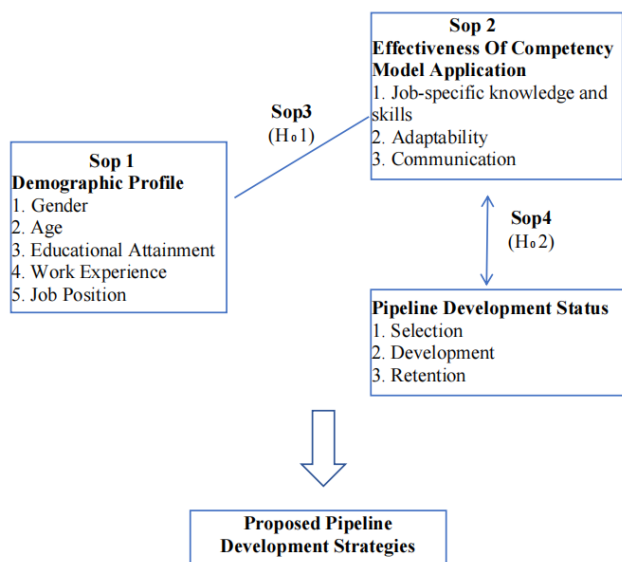 Sop 2
Effectiveness Of Competency
Model Application
1. Job-specific knowledge and
skills
2. Adaptability
3. Communication
Sop3
(H₀1)
Sop 1
Demographic Profile
1. Gender
2. Age
3. Educational Attainment
4. Work Experience
5. Job Position
Sop4
(H₀2)
Pipeline Development Status
1. Selection
2. Development
3. Retention
Proposed Pipeline
Development Strategies